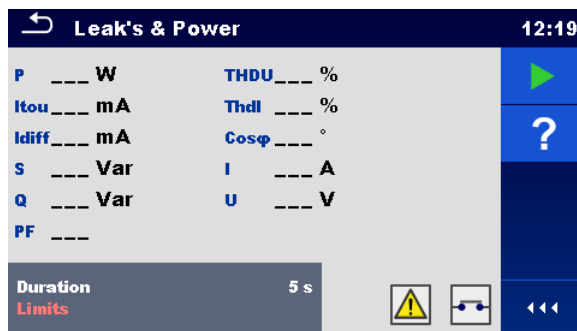 Leak's & Power 12:19
P ___ W THDU ___ %
Itou ___ mA ThdI ___ %
Idiff ___ mA Cosφ ___ °
S ___ Var I ___ A
Q ___ Var U ___ V
PF ___
?
Duration 5 s
Limits